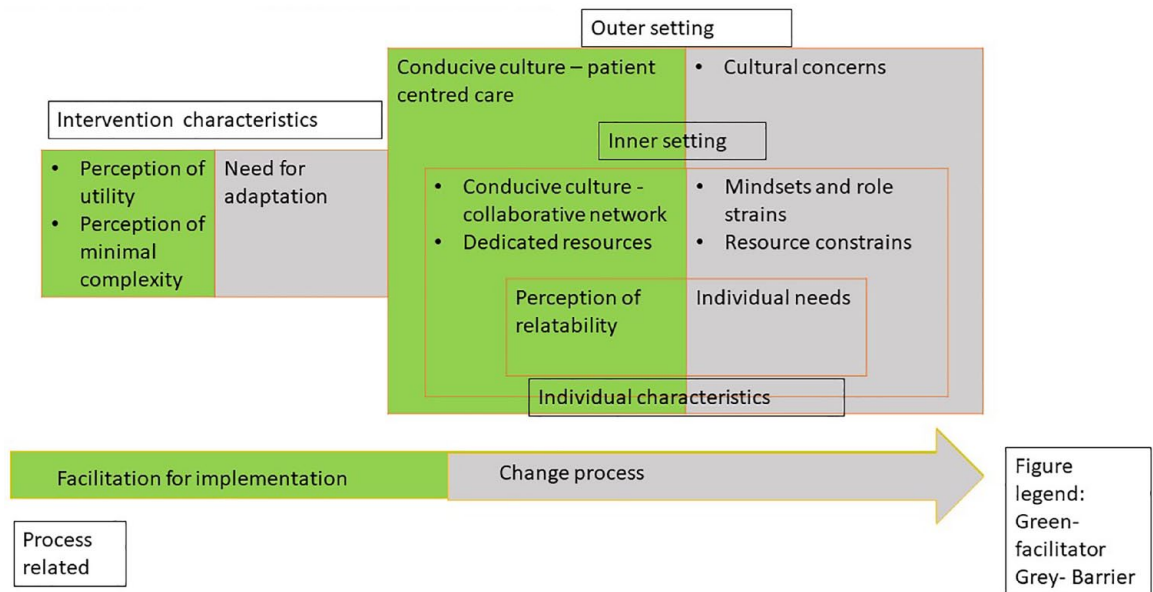 Outer setting
Conducive culture – patient
centred care
• Cultural concerns
Intervention characteristics
• Perception of
utility
• Perception of
minimal
complexity
Need for
adaptation
Inner setting
• Conducive culture -
collaborative network
• Dedicated resources
• Mindsets and role
strains
• Resource constrains
Perception of
relatability
Individual needs
Individual characteristics
Facilitation for implementation
Change process
Process
related
Figure
legend:
Green-
facilitator
Grey- Barrier